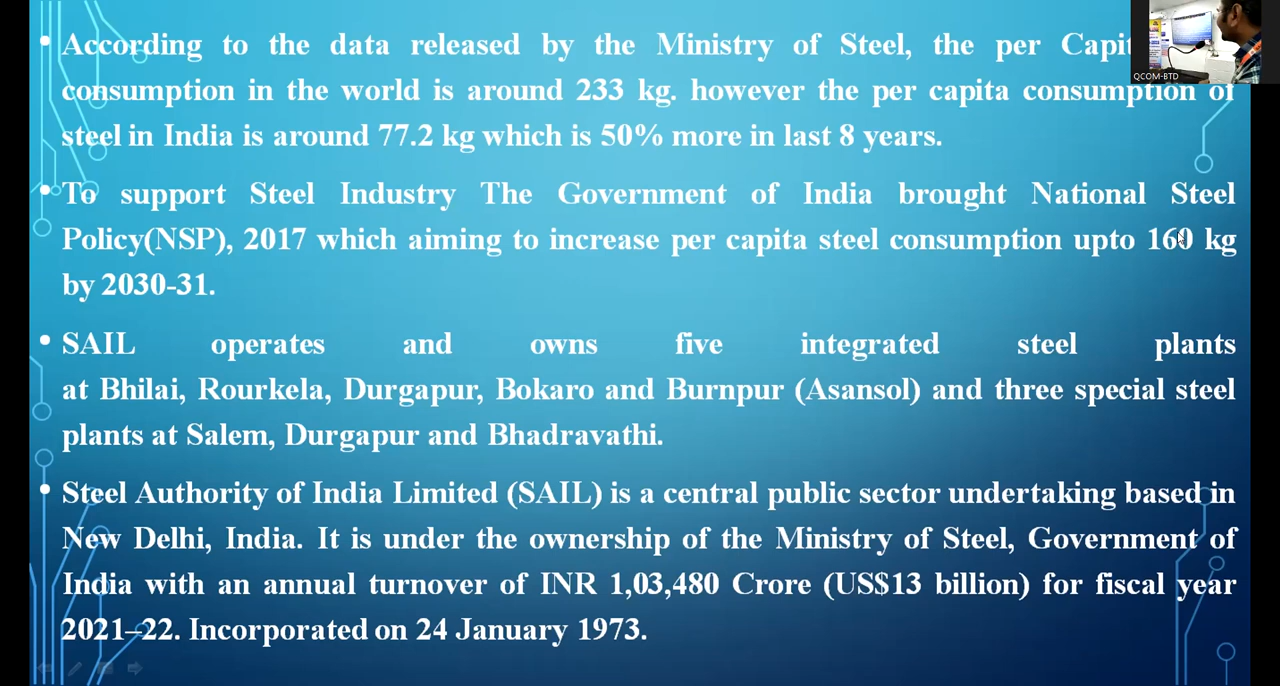 • According to the data released by the Ministry of Steel, the per
consumption in the world is around 233 kg. however the per capita consumption of
steel in India is around 77.2 kg which is 50% more in last 8 years.
• To support Steel Industry The Government of India brought National Steel
Policy(NSP), 2017 which aiming to increase per capita steel consumption upto 160 kg
by 2030-31.
• SAIL operates and owns five integrated steel plants
at Bhilai, Rourkela, Durgapur, Bokaro and Burnpur (Asansol) and three special steel
plants at Salem, Durgapur and Bhadravathi.
• Steel Authority of India Limited (SAIL) is a central public sector undertaking based in
New Delhi, India. It is under the ownership of the Ministry of Steel, Government of
India with an annual turnover of INR 1,03,480 Crore (US$13 billion) for fiscal year
2021–22. Incorporated on 24 January 1973.
QCOM-BTD